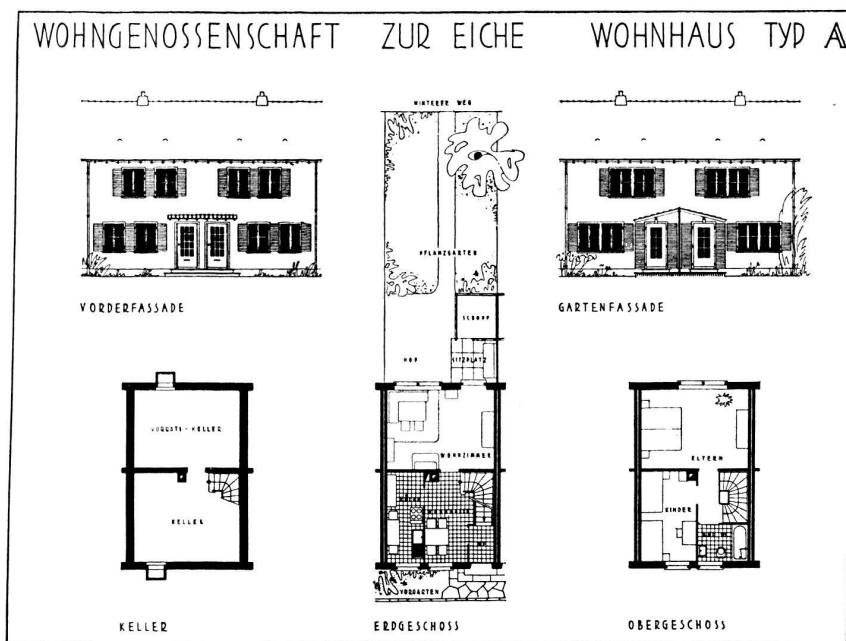 WOHNGENOSSENSCHAFT ZUR EICHE WOHNHAUS TYP A
HINTERER WEG
PFLANZGARTEN
VORDERFASSADE
GARTENFASSADE
SCHOPF
HOF
SITZPLATZ
VORRATS-KELLER
WOHNZIMMER
ELTERN
KELLER
KINDER
VORGARTEN
KELLER
ERDGESCHOSS
OBERGESCHOSS